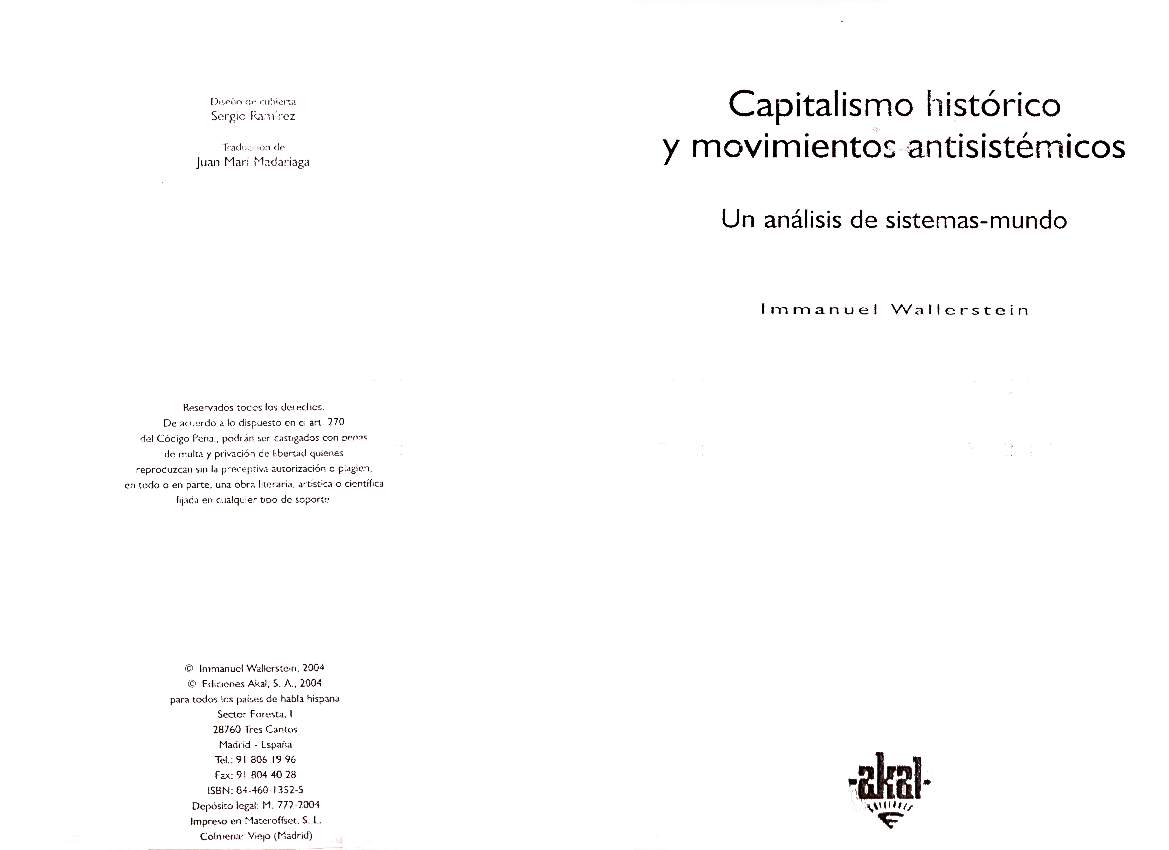 Diseño de cubierta
Sergio Ramírez
Traducción de
Juan Mari Madariaga
Reservados todos los derechos.
De acuerdo a lo dispuesto en el art. 270
del Código Penal, podrán ser castigados con penas
de multa y privación de libertad quienes
reproduzcan sin la preceptiva autorización o plagien,
en todo o en parte, una obra literaria, artística o científica
fijada en cualquier tipo de soporte
© Immanuel Wallerstein, 2004
© Ediciones Akal, S. A., 2004
para todos los países de habla hispana
Sector Foresta, 1
28760 Tres Cantos
Madrid - España
Tel.: 91 806 19 96
Fax: 91 804 40 28
ISBN: 84-460-1352-5
Depósito legal: M. 772-2004
Impreso en Materoffset, S. L.
Colmenar Viejo (Madrid)
Capitalismo histórico
y movimientos antisistémicos
Un análisis de sistemas-mundo
Immanuel Wallerstein
akal